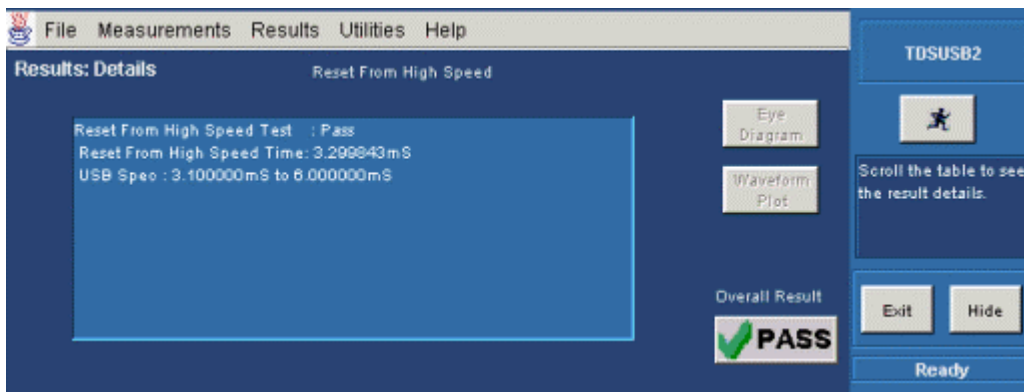 File Measurements Results Utilities Help
Results: Details
Reset From High Speed
Reset From High Speed Test : Pass
Reset From High Speed Time: 3.299843mS
USB Spec : 3.100000mS to 6.000000mS
Eye
Diagram
Waveform
Plot
Overall Result
PASS
TDSUSB2
Scroll the table to see
the result details.
Exit Hide
Ready